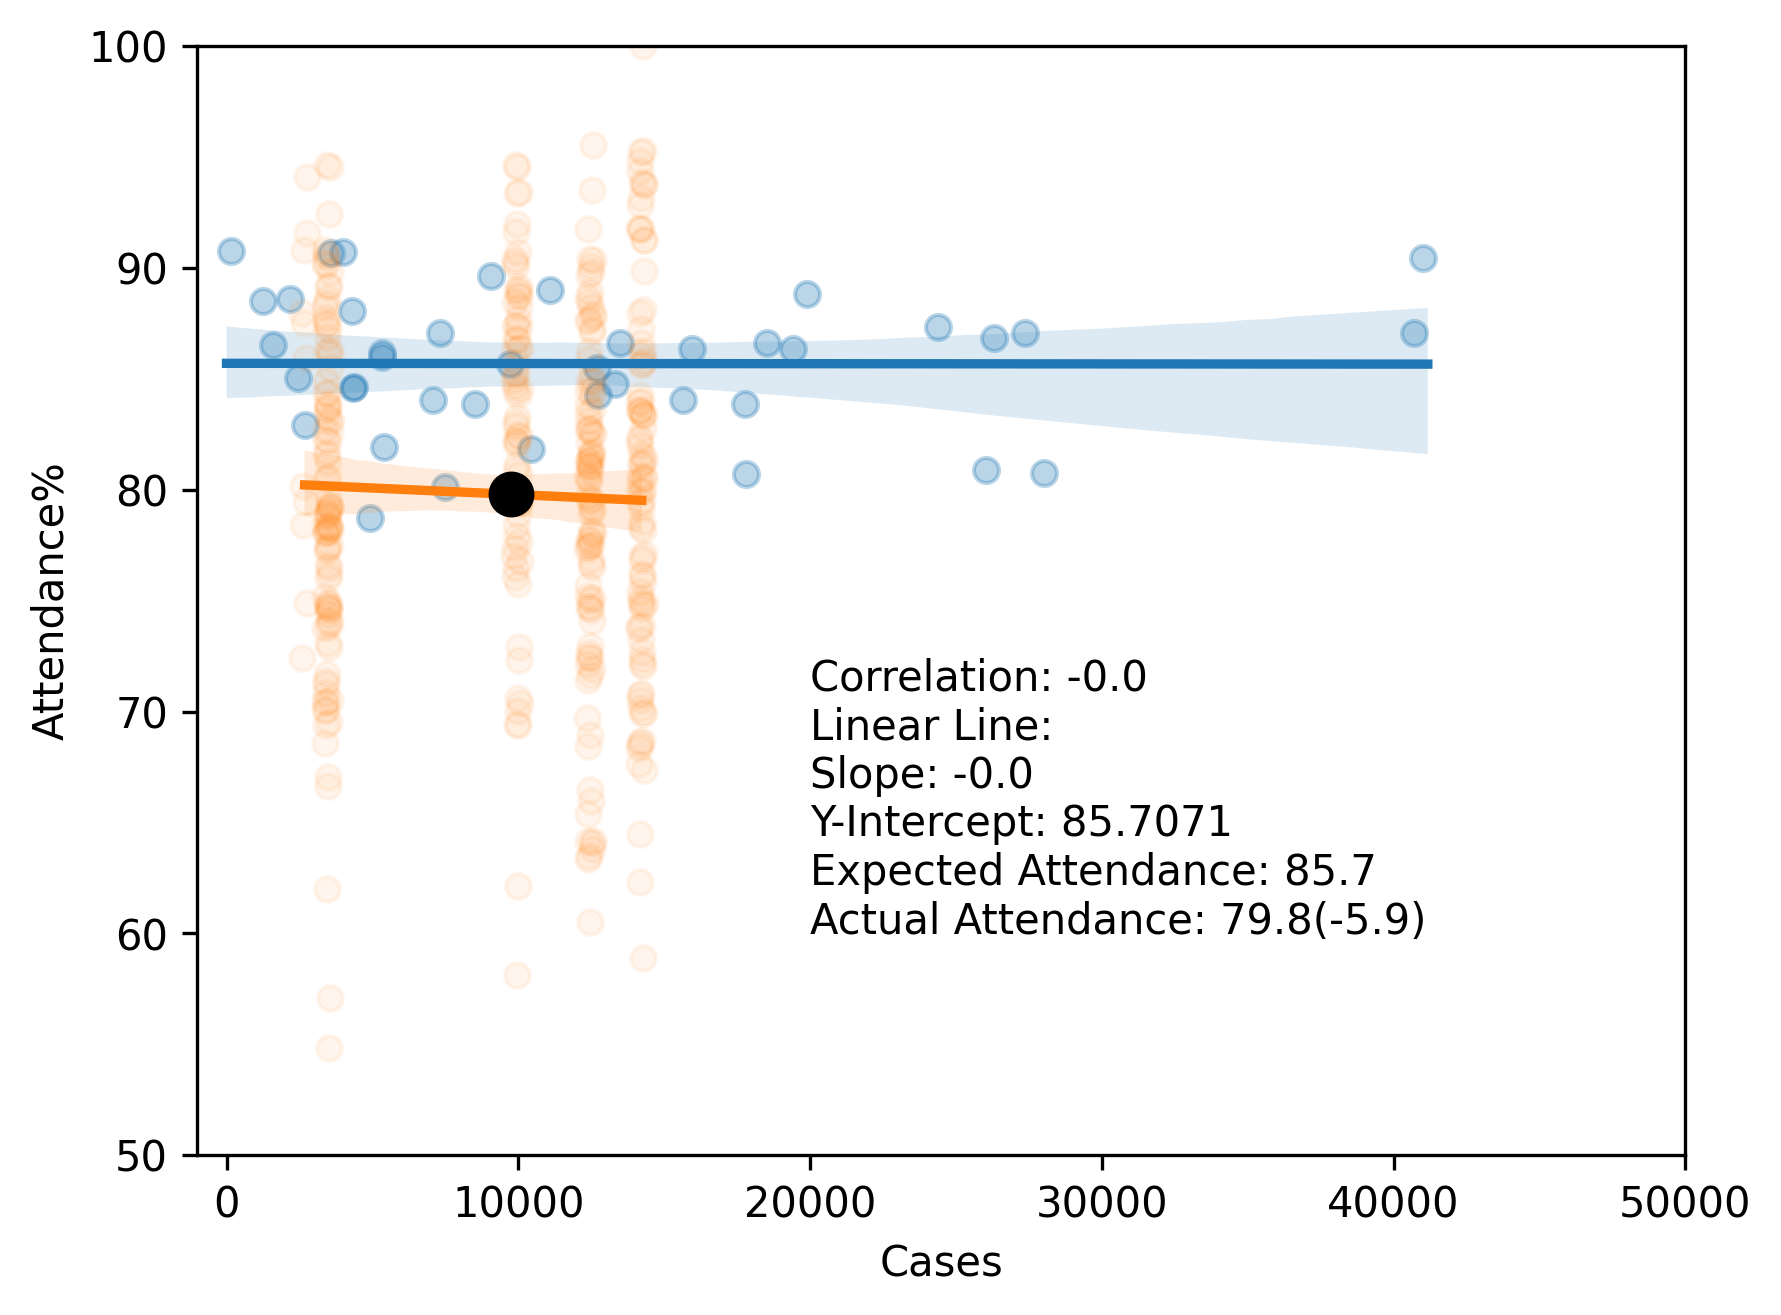 100
90
80
70
60
50
Attendance%
Correlation: -0.0
Linear Line:
Slope: -0.0
Y-Intercept: 85.7071
Expected Attendance: 85.7
Actual Attendance: 79.8(-5.9)
0 10000 20000 30000 40000 50000
Cases